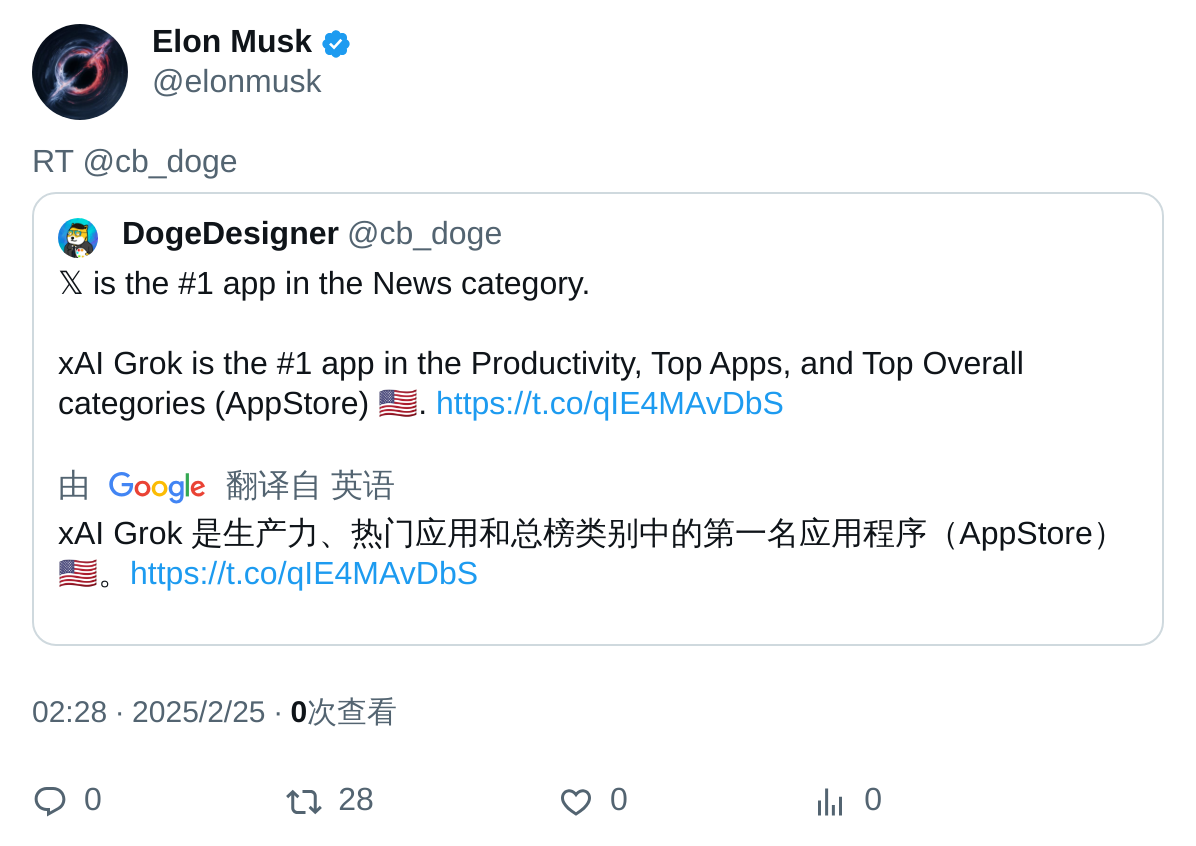 Elon Musk
@elonmusk
RT @cb_doge
DogeDesigner @cb_doge
𝕏 is the #1 app in the News category.
xAI Grok is the #1 app in the Productivity, Top Apps, and Top Overall
categories (AppStore) 🇺🇸. https://t.co/qIE4MAvDbS
由 Google 翻译自 英语
xAI Grok 是生产力、热门应用和总榜类别中的第一名应用程序（AppStore）
🇺🇸。https://t.co/qIE4MAvDbS
02:28 · 2025/2/25 · 0次查看
0 28 0 0